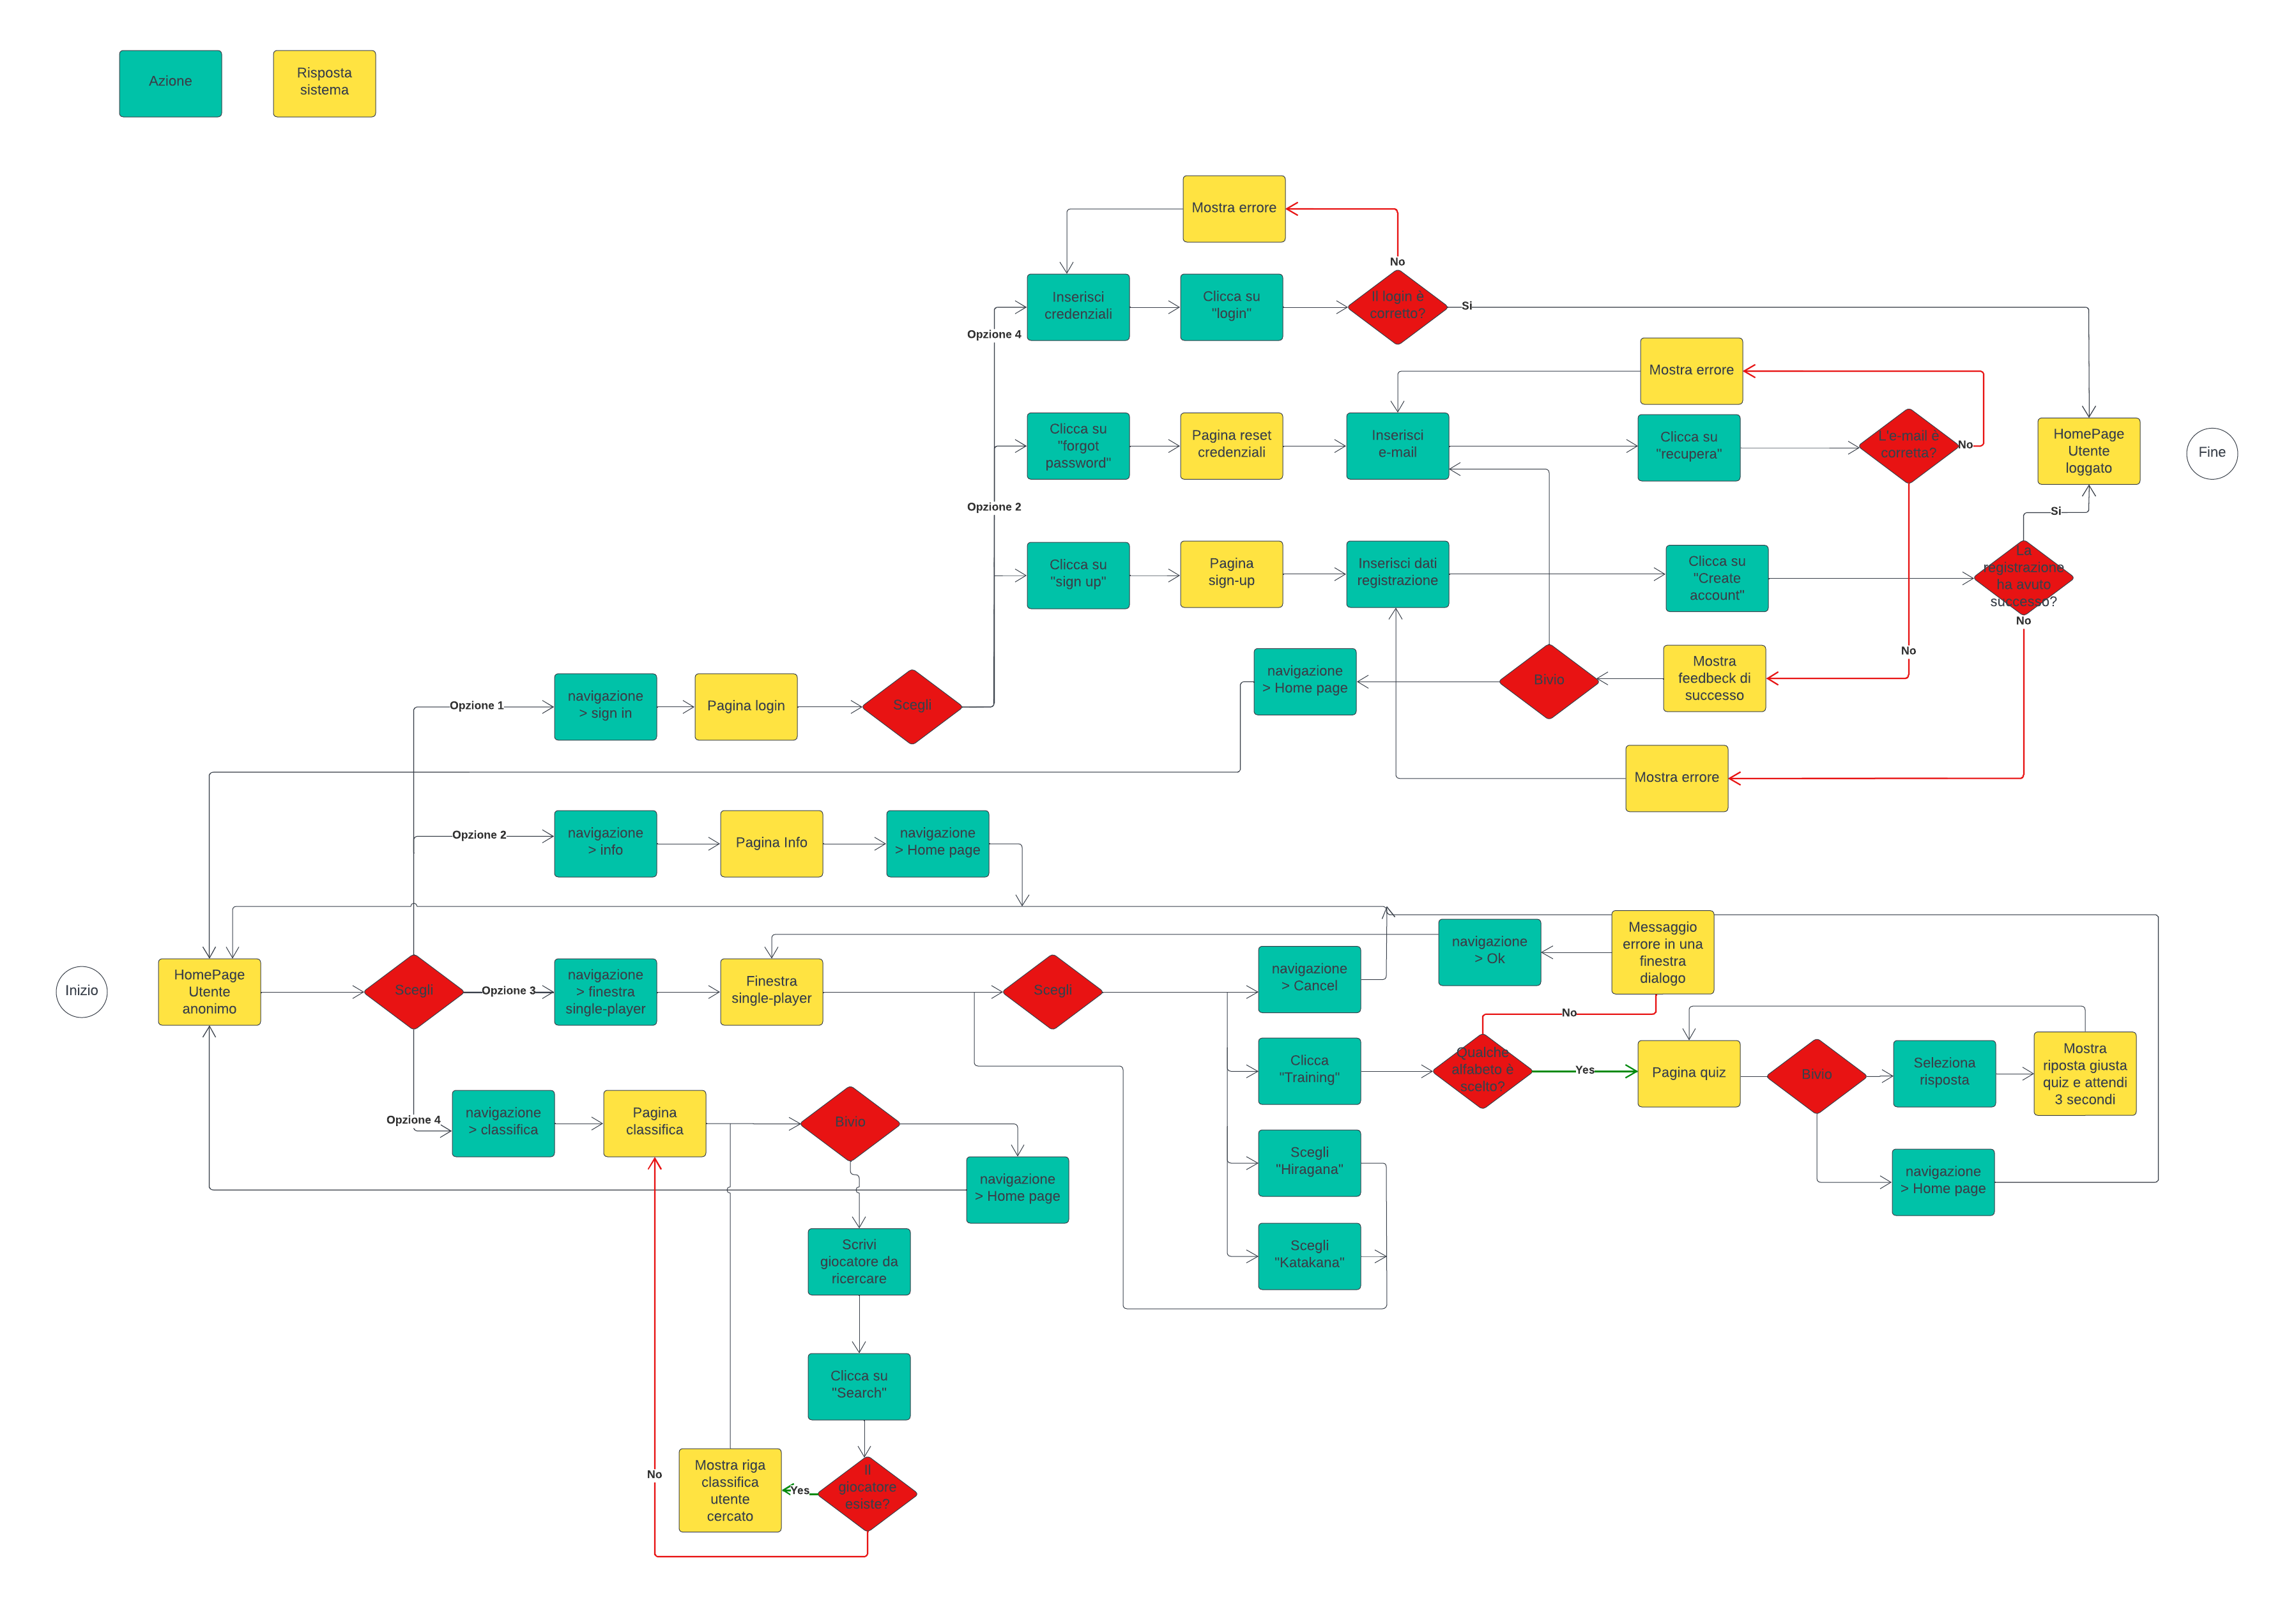 Azione
Risposta
sistema
Mostra errore
No
Inserisci
credenziali
Clicca su
"login"
Il login è
corretto?
Si
Opzione 4
Mostra errore
Clicca su
"forgot
password"
Pagina reset
credenziali
Inserisci
e-mail
Clicca su
"recupera"
L'e-mail è
corretta?
No
HomePage
Utente
loggato
Fine
Opzione 2
Si
Clicca su
"sign up"
Pagina
sign-up
Inserisci dati
registrazione
Clicca su
"Create
account"
La
registrazione
ha avuto
successo?
No
No
navigazione
> Home page
Bivio
Mostra
feedbeck di
successo
Opzione 1
navigazione
> sign in
Pagina login
Scegli
Mostra errore
Opzione 2
navigazione
> info
Pagina Info
navigazione
> Home page
Inizio
HomePage
Utente
anonimo
Scegli
Opzione 3
navigazione
> finestra
single-player
Finestra
single-player
Scegli
navigazione
> Cancel
navigazione
> Ok
Messaggio
errore in una
finestra
dialogo
No
Clicca
"Training"
Qualche
alfabeto è
scelto?
Yes
Pagina quiz
Bivio
Seleziona
risposta
Mostra
riposta giusta
quiz e attendi
3 secondi
Opzione 4
navigazione
> classifica
Pagina
classifica
Bivio
navigazione
> Home page
Scegli
"Hiragana"
navigazione
> Home page
Scegli
"Katakana"
Scrivi
giocatore da
ricercare
Clicca su
"Search"
No
Mostra riga
classifica
utente
cercato
Yes
Il
giocatore
esiste?